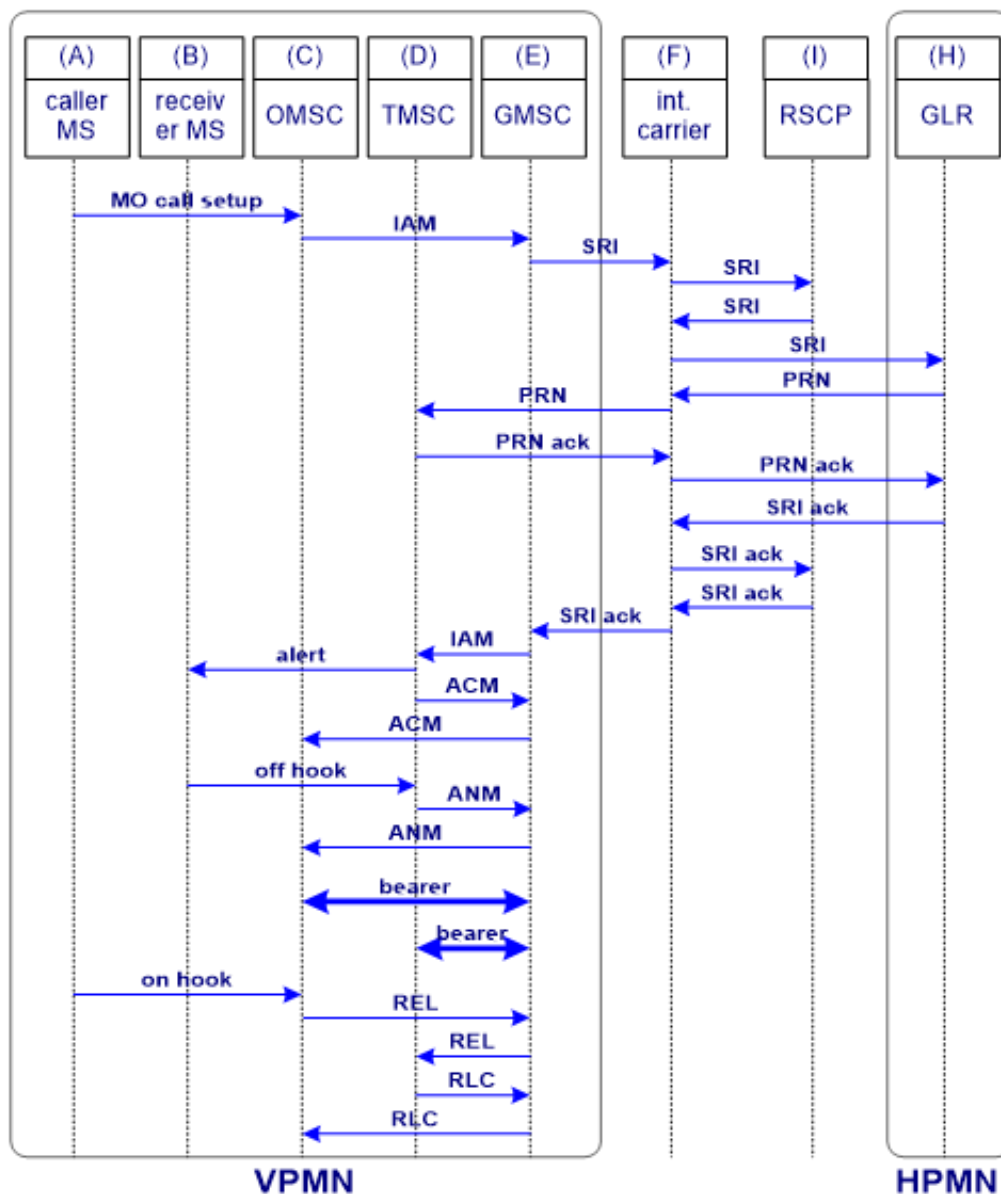 (A) (B) (C) (D) (E) (F) (I) (H)
caller MS
receiv er MS
OMSC
TMSC
GMSC
int. carrier
RSCP
GLR
MO call setup
IAM
SRI
SRI
SRI
SRI
PRN
PRN
PRN ack
PRN ack
SRI ack
SRI ack
SRI ack
SRI ack
IAM
alert
ACM
ACM
off hook
ANM
ANM
bearer
bearer
on hook
REL
REL
RLC
RLC
VPMN
HPMN